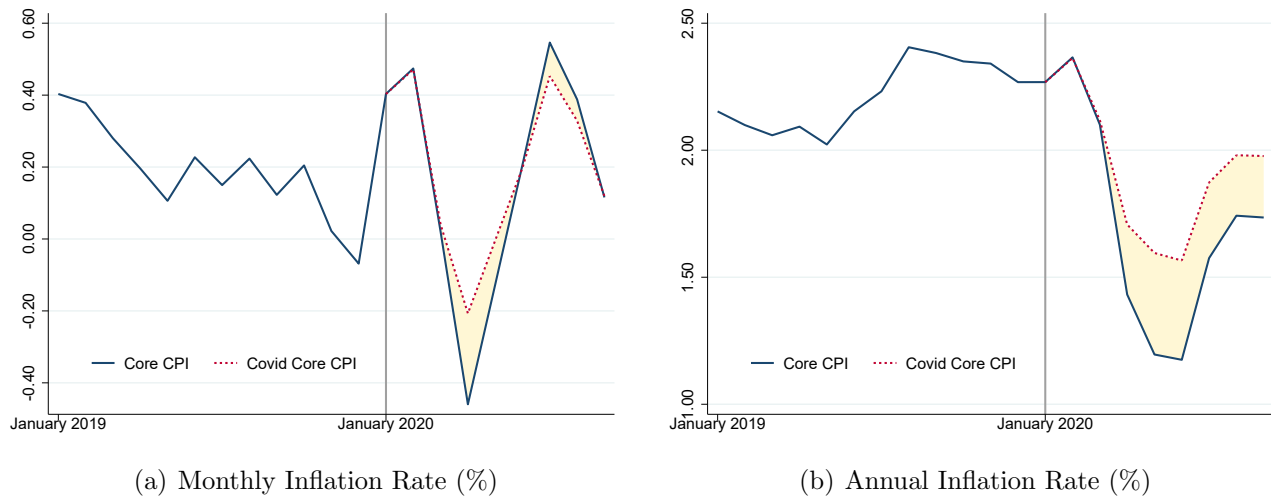 0.60
0.40
0.20
0.00
-0.20
-0.40
Core CPI
Covid Core CPI
January 2019
January 2020
(a) Monthly Inflation Rate (%)
2.50
2.00
1.50
1.00
Core CPI
Covid Core CPI
January 2019
January 2020
(b) Annual Inflation Rate (%)